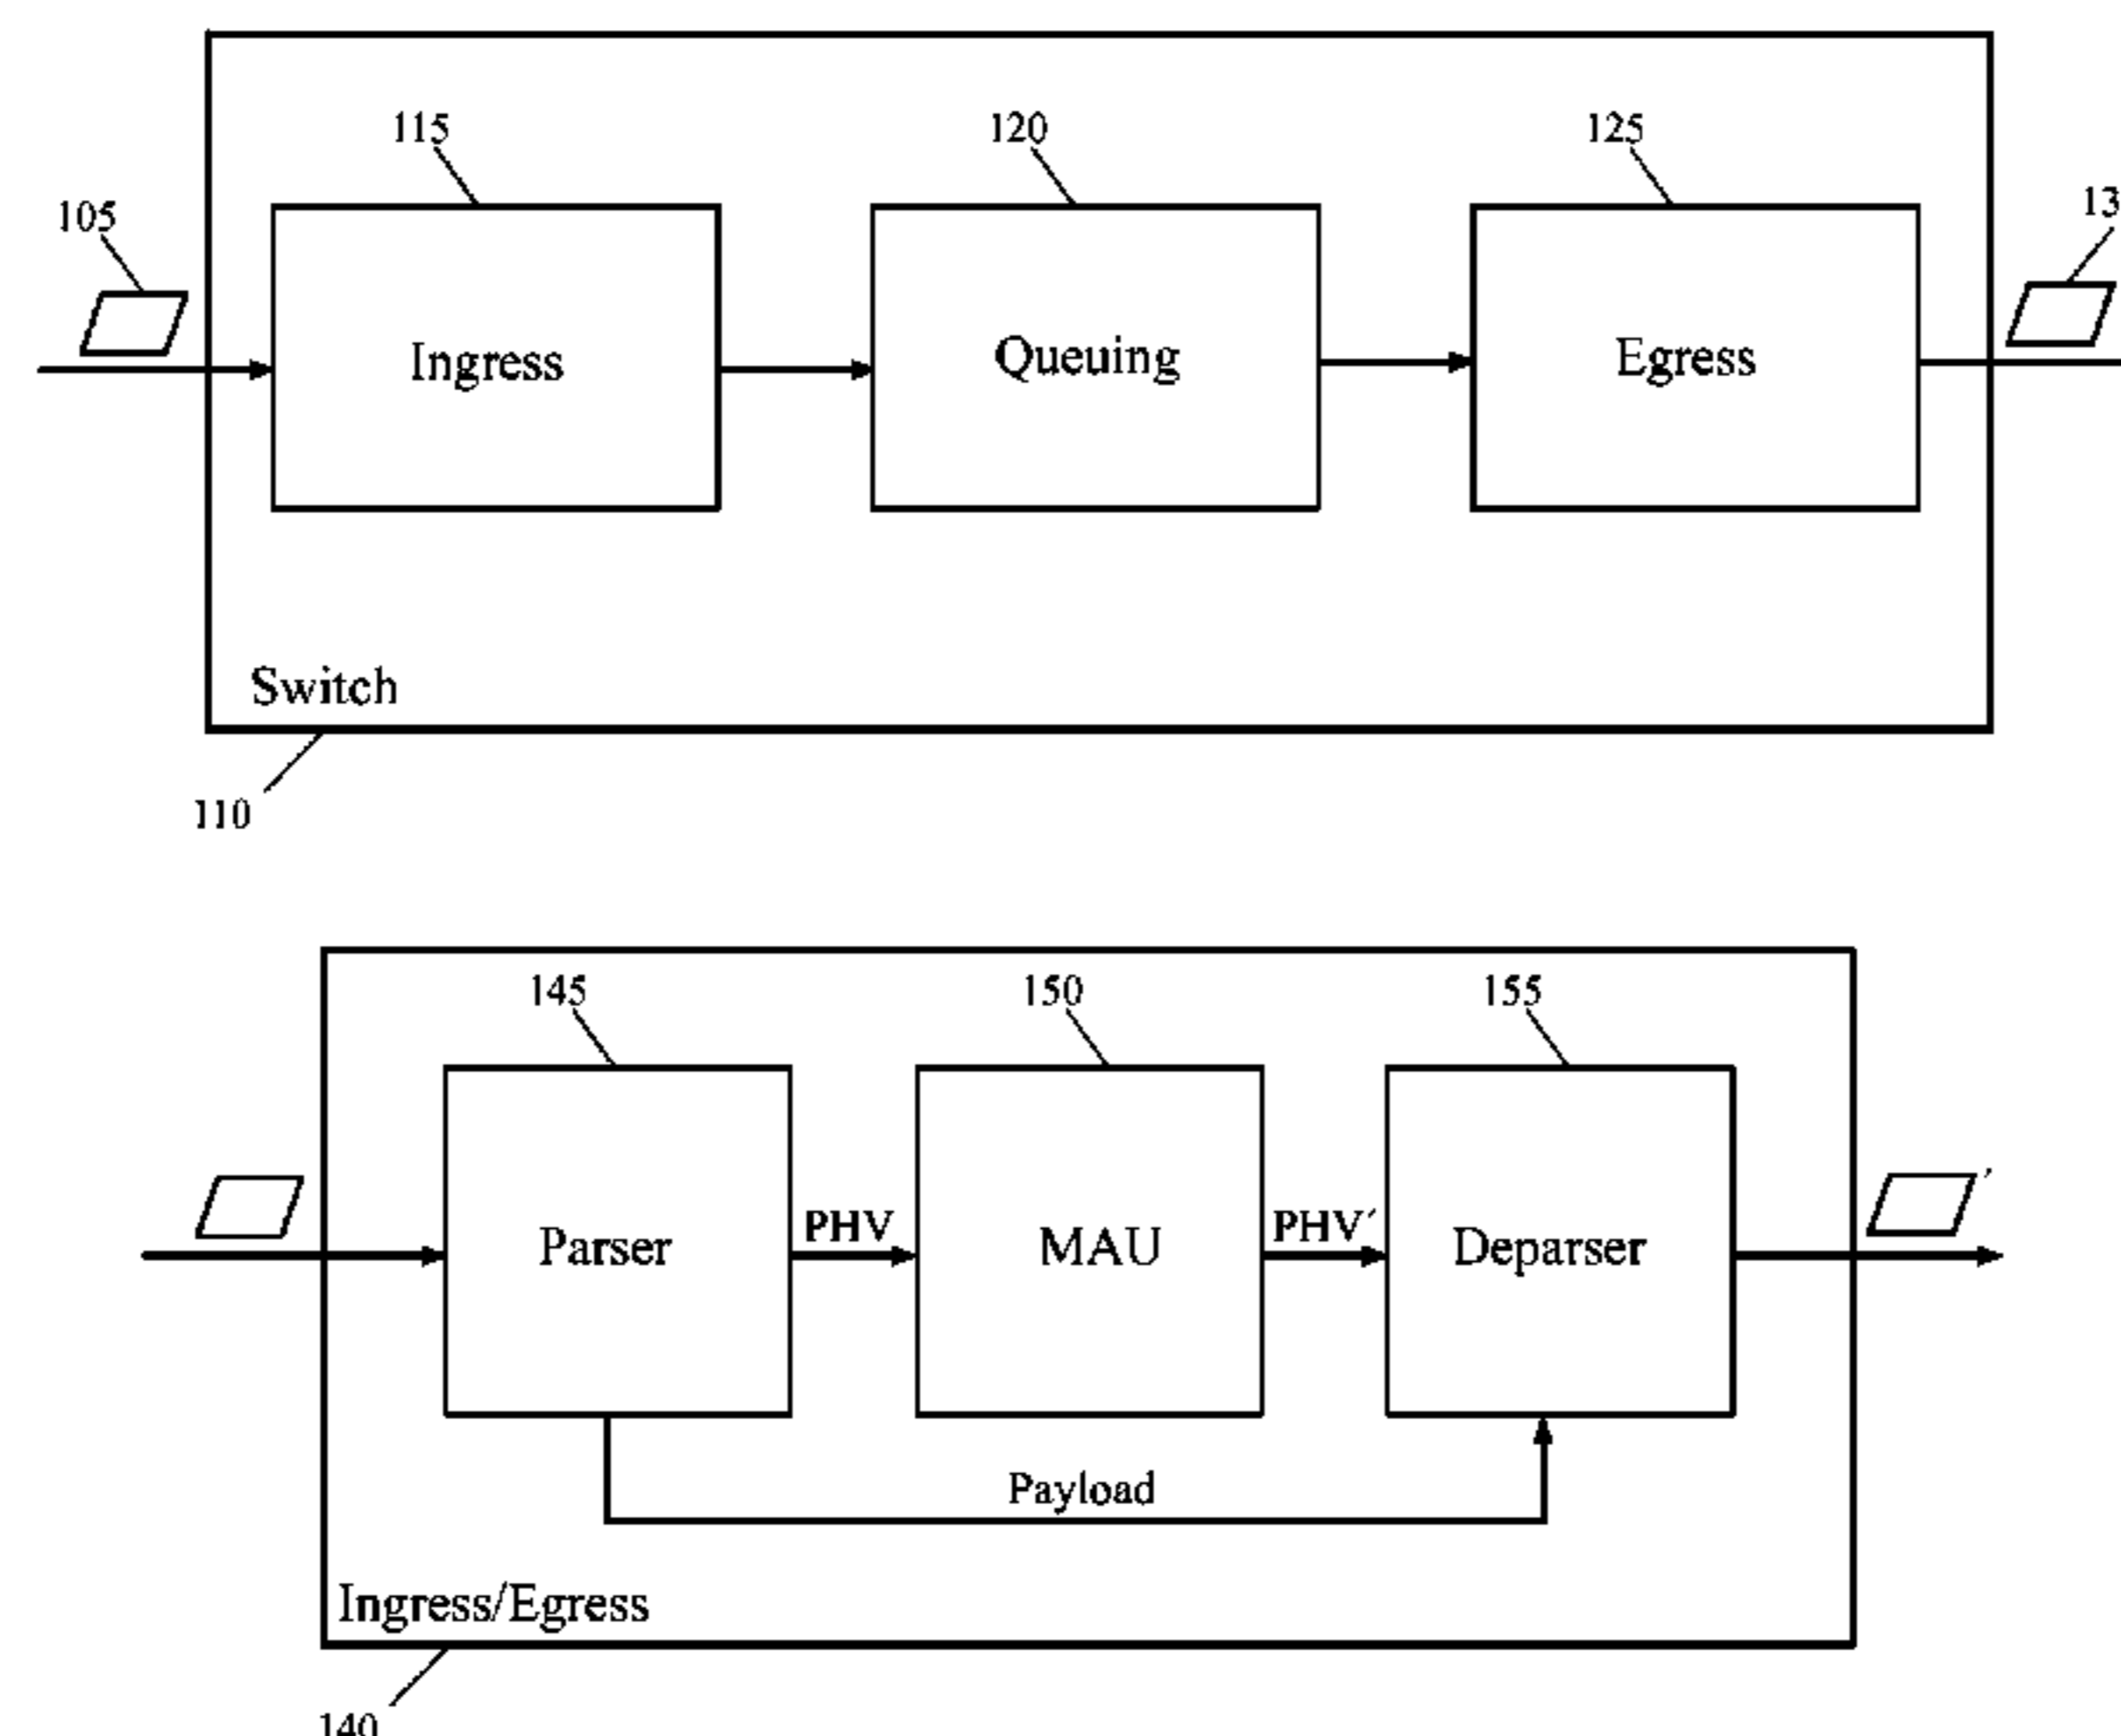 115
120
125
105
13
Ingress
Queuing
Egress
Switch
110
145
150
155
Parser
PHV
MAU
PHV´
Deparser
´
Payload
Ingress/Egress
140